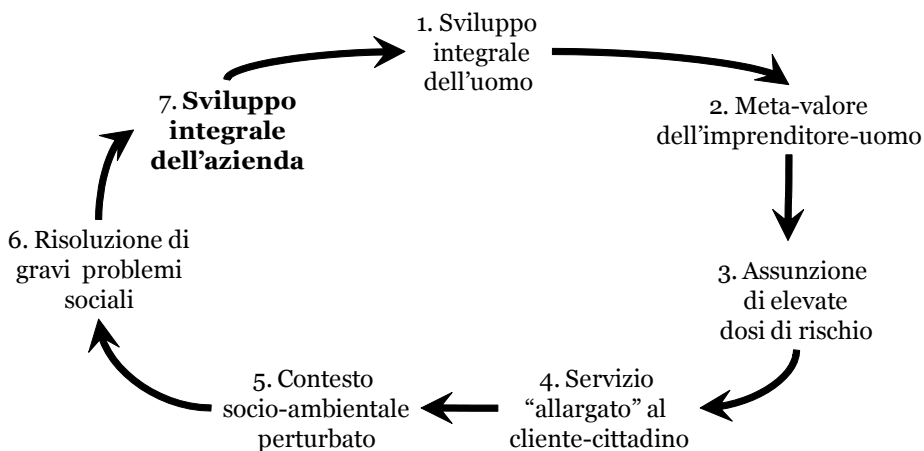 1. Sviluppo
integrale
dell’uomo
2. Meta-valore
dell’imprenditore-uomo
3. Assunzione
di elevate
dosi di rischio
4. Servizio
“allargato” al
cliente-cittadino
5. Contesto
socio-ambientale
perturbato
6. Risoluzione di
gravi problemi
sociali
7. Sviluppo
integrale
dell’azienda